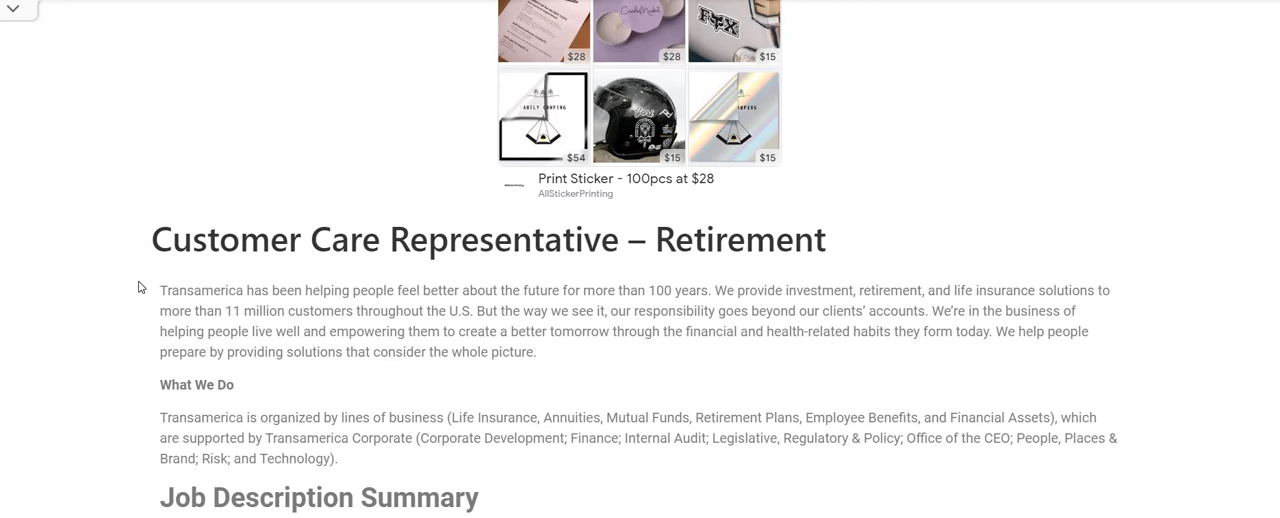 $28
$28
FOX
$15
$54
$15
$15
Print Sticker - 100pcs at $28
AllStickerPrinting
Customer Care Representative – Retirement
Transamerica has been helping people feel better about the future for more than 100 years. We provide investment, retirement, and life insurance solutions to
more than 11 million customers throughout the U.S. But the way we see it, our responsibility goes beyond our clients’ accounts. We’re in the business of
helping people live well and empowering them to create a better tomorrow through the financial and health-related habits they form today. We help people
prepare by providing solutions that consider the whole picture.
What We Do
Transamerica is organized by lines of business (Life Insurance, Annuities, Mutual Funds, Retirement Plans, Employee Benefits, and Financial Assets), which
are supported by Transamerica Corporate (Corporate Development; Finance; Internal Audit; Legislative, Regulatory & Policy; Office of the CEO; People, Places &
Brand; Risk; and Technology).
Job Description Summary